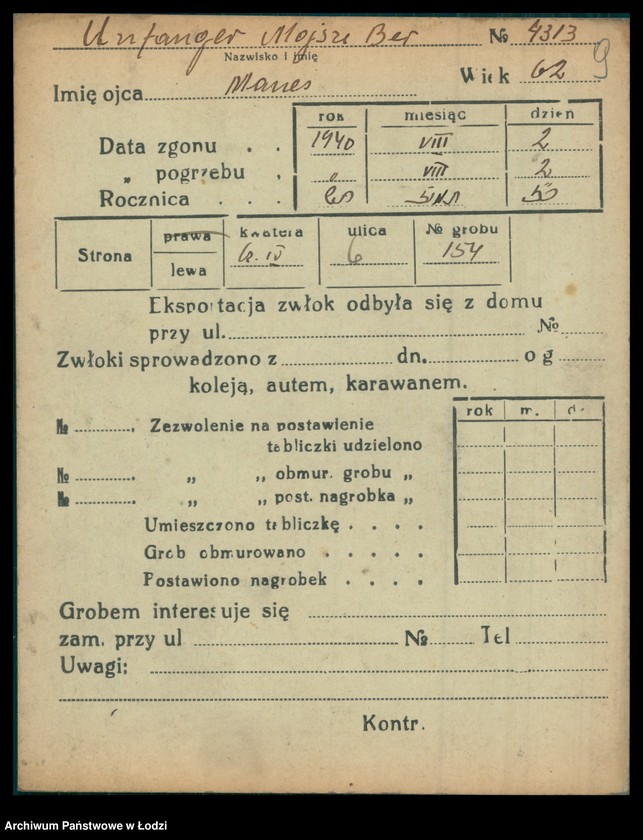 Unfanger Mojsze Ber № 4313
9
Nazwisko i imię
Wiek 62
Imię ojca Manes
rok miesiąc dzień
Data zgonu . . 1940 VIII 2
„ pogrzebu . „ VIII 2
Rocznica . . .
Strona prawa kwatera ulica № grobu
lewa 6 154
Eksportacja zwłok odbyła się z domu
przy ul. №
Zwłoki sprowadzono z dn. o g
koleją, autem, karawanem.
rok m. d.
№ . Zezwolenie na postawienie
tabliczki udzielono
№ . „ „ obmur. grobu „
№ . „ „ post. nagrobka „
Umieszczono tabliczkę . . . .
Grób obmurowano . . . .
Postawiono nagrobek . . . .
Grobem interesuje się
zam. przy ul № Tel
Uwagi:
Kontr.
Archiwum Państwowe w Łodzi